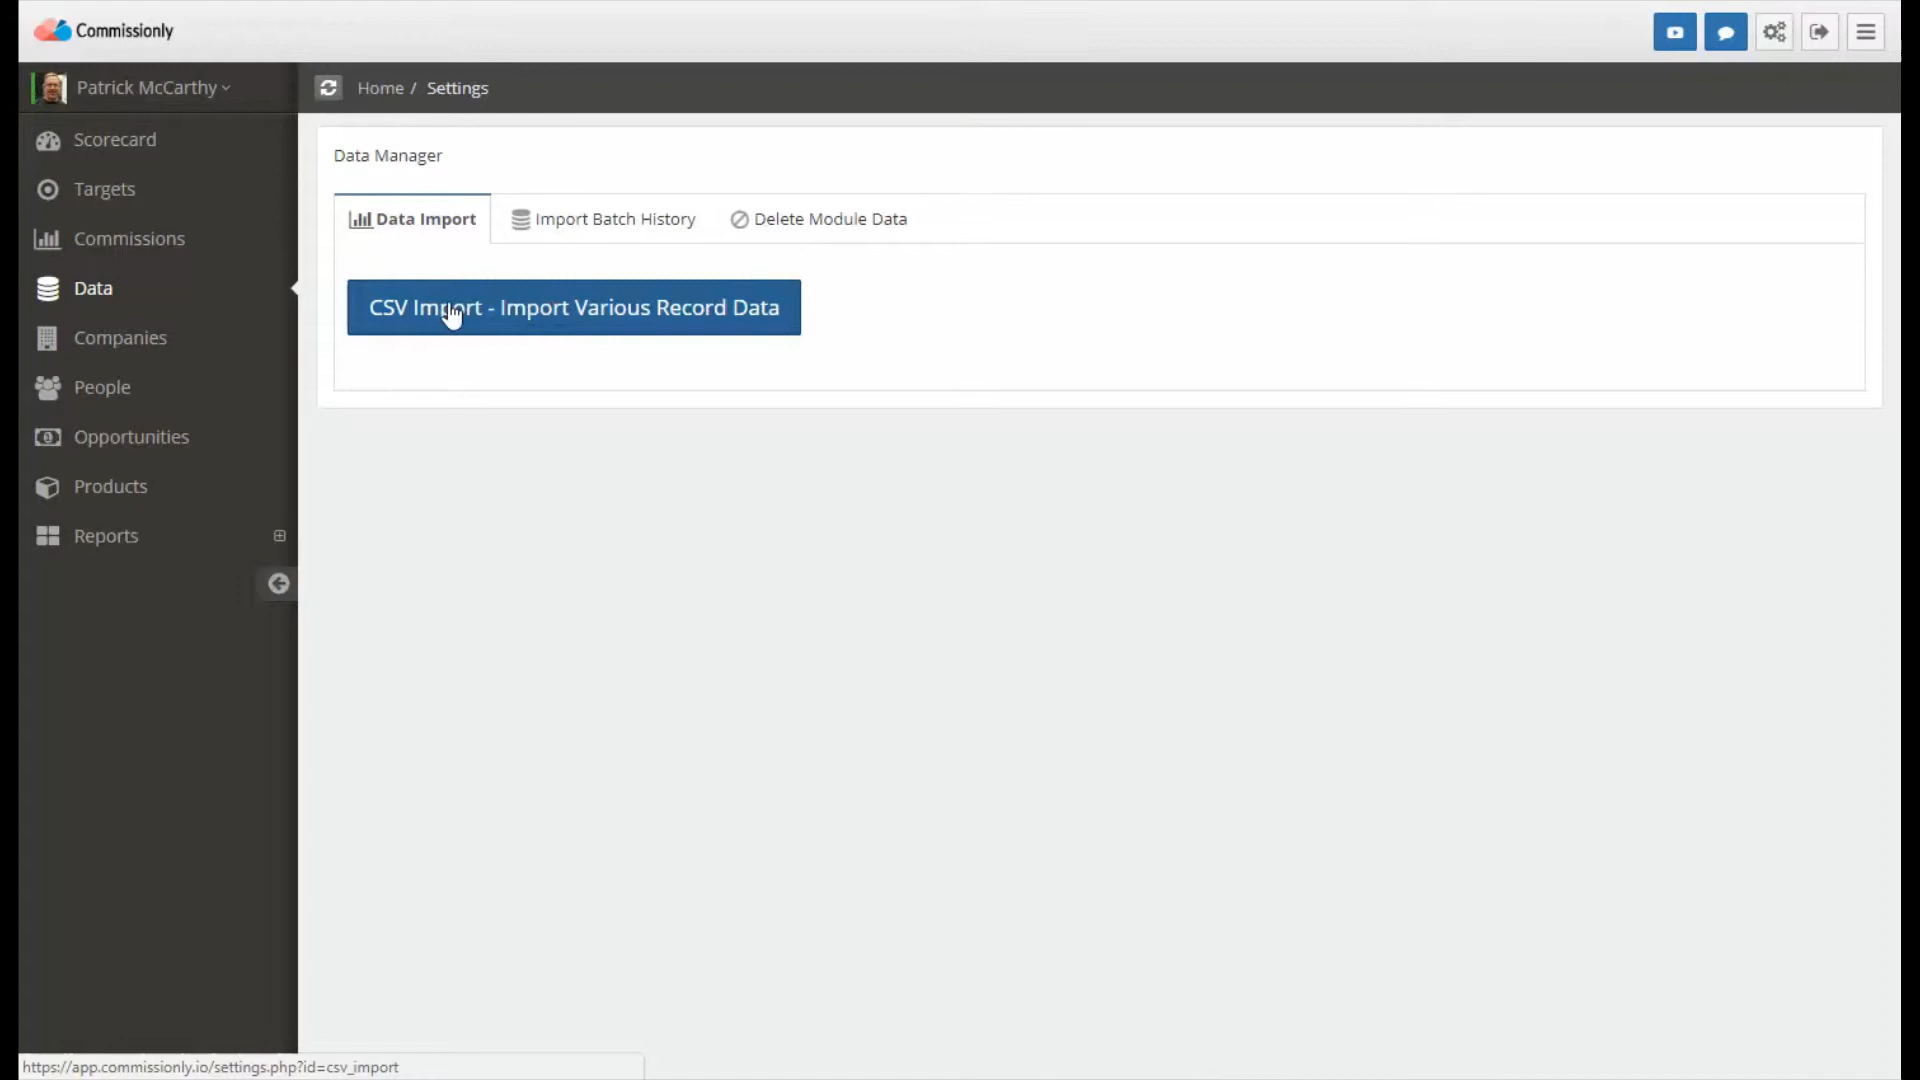 Commissionly
Patrick McCarthy
Home / Settings
Scorecard
Targets
Commissions
Data
Companies
People
Opportunities
Products
Reports
Data Manager
Data Import
Import Batch History
Delete Module Data
CSV Import - Import Various Record Data
https://app.commissionly.io/settings.php?id=csv_import